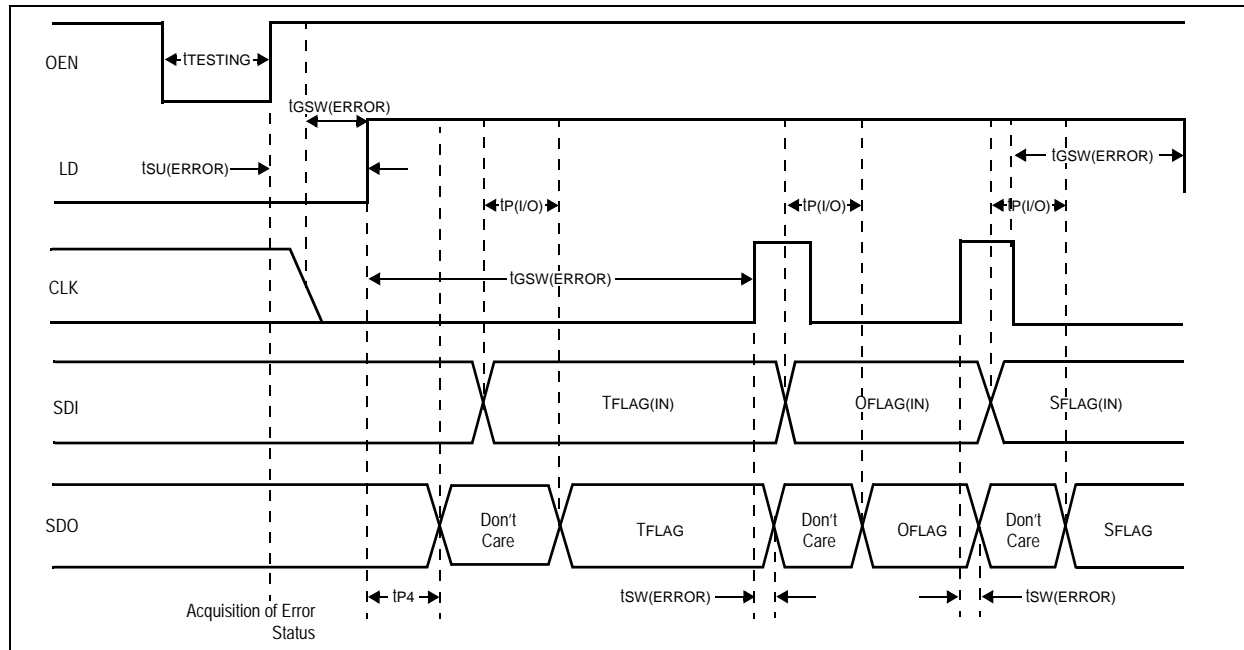 OEN
tTESTING
tGSW(ERROR)
LD
tSU(ERROR)
tGSW(ERROR)
tP(I/O)
tP(I/O)
tP(I/O)
CLK
tGSW(ERROR)
SDI
TFLAG(IN)
OFLAG(IN)
SFLAG(IN)
SDO
Don't
Care
TFLAG
Don't
Care
OFLAG
Don't
Care
SFLAG
tP4
tSW(ERROR)
tSW(ERROR)
Acquisition of Error
Status